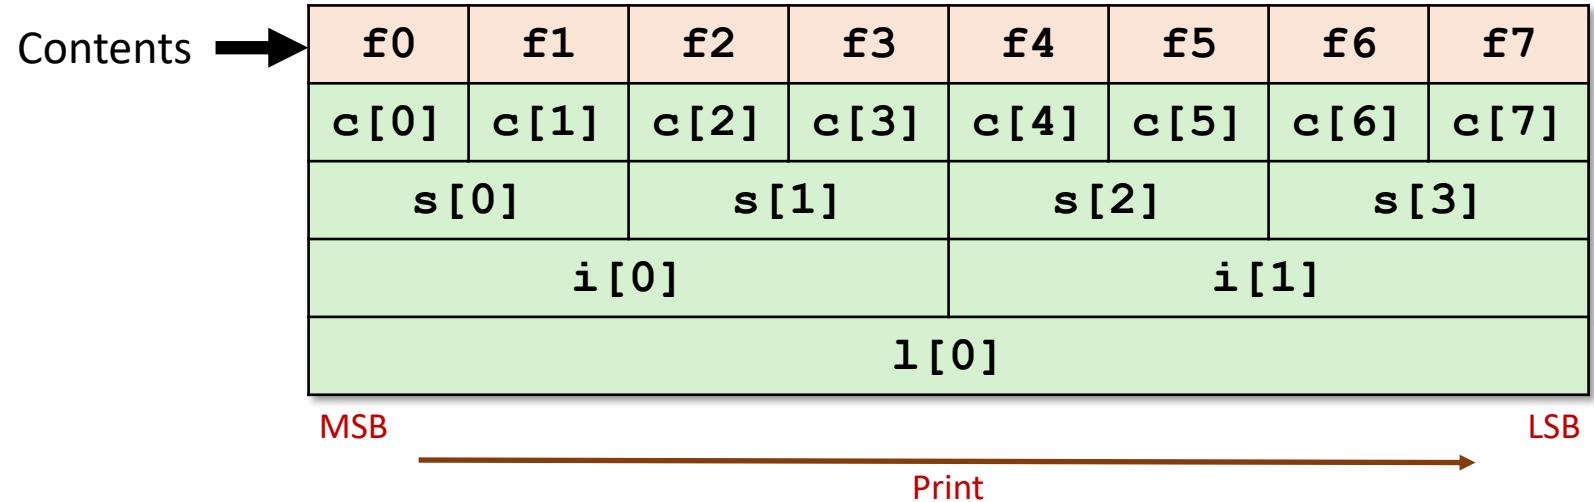 Contents f0 f1 f2 f3 f4 f5 f6 f7
c[0] c[1] c[2] c[3] c[4] c[5] c[6] c[7]
s[0] s[1] s[2] s[3]
i[0] i[1]
l[0]
MSB LSB
Print